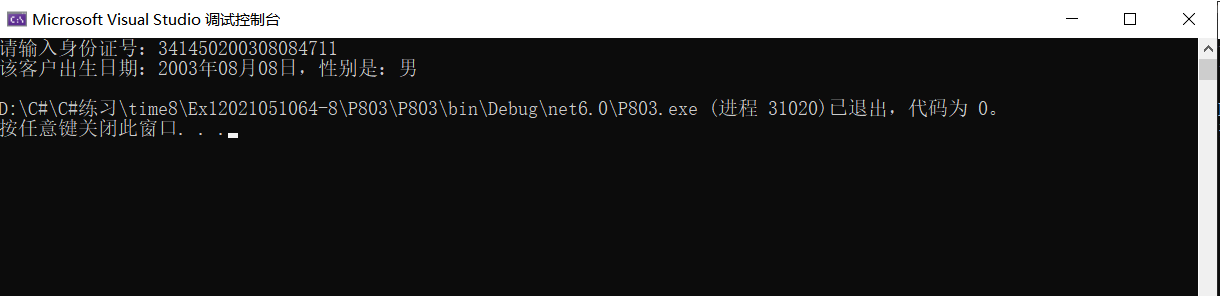 Microsoft Visual Studio 调试控制台
请输入身份证号：341450200308084711
该客户出生日期：2003年08月08日，性别是：男
D:\C#\C#练习\time8\Ex12021051064-8\P803\P803\bin\Debug\net6.0\P803.exe (进程 31020)已退出，代码为 0。
按任意键关闭此窗口. . .